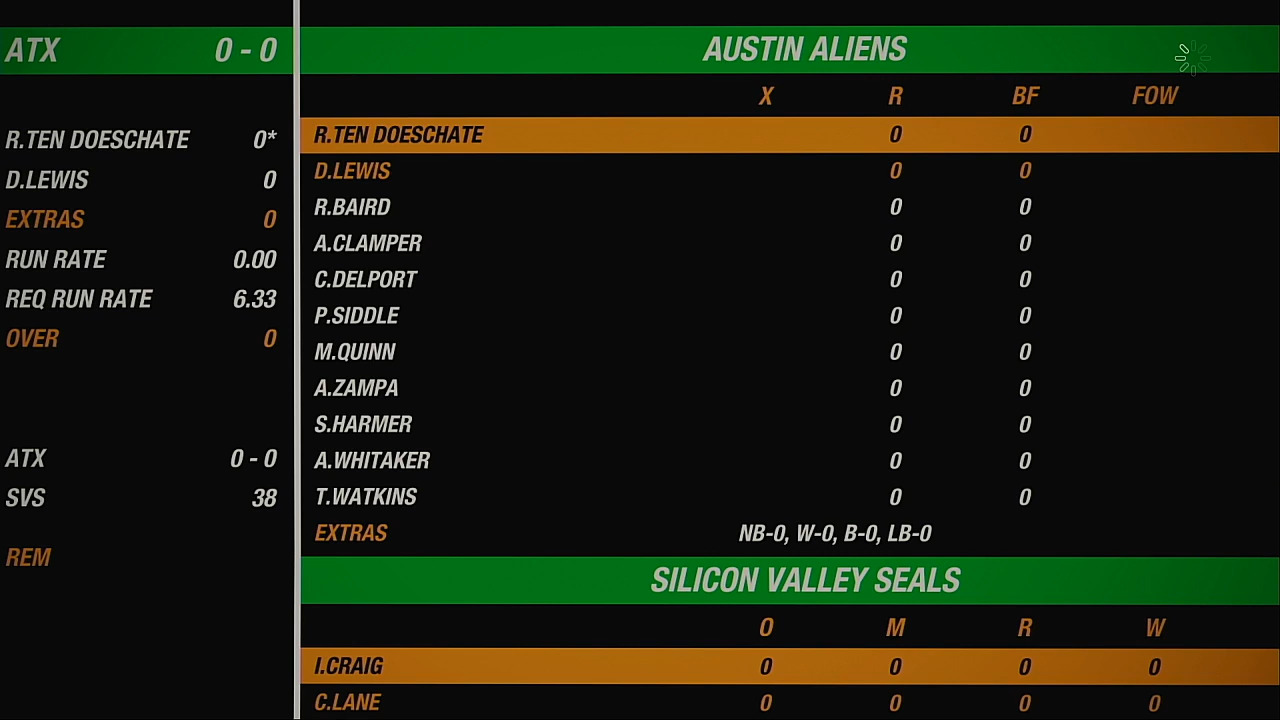 ATX 0 - 0
R.TEN DOESCHATE 0*
D.LEWIS 0
EXTRAS 0
RUN RATE 0.00
REQ RUN RATE 6.33
OVER 0
ATX 0 - 0
SVS 38
REM
AUSTIN ALIENS
X R BF FOW
R.TEN DOESCHATE 0 0
D.LEWIS 0 0
R.BAIRD 0 0
A.CLAMPER 0 0
C.DELPORT 0 0
P.SIDDLE 0 0
M.QUINN 0 0
A.ZAMPA 0 0
S.HARMER 0 0
A.WHITAKER 0 0
T.WATKINS 0 0
EXTRAS NB-0, W-0, B-0, LB-0
SILICON VALLEY SEALS
O M R W
I.CRAIG 0 0 0 0
C.LANE 0 0 0 0